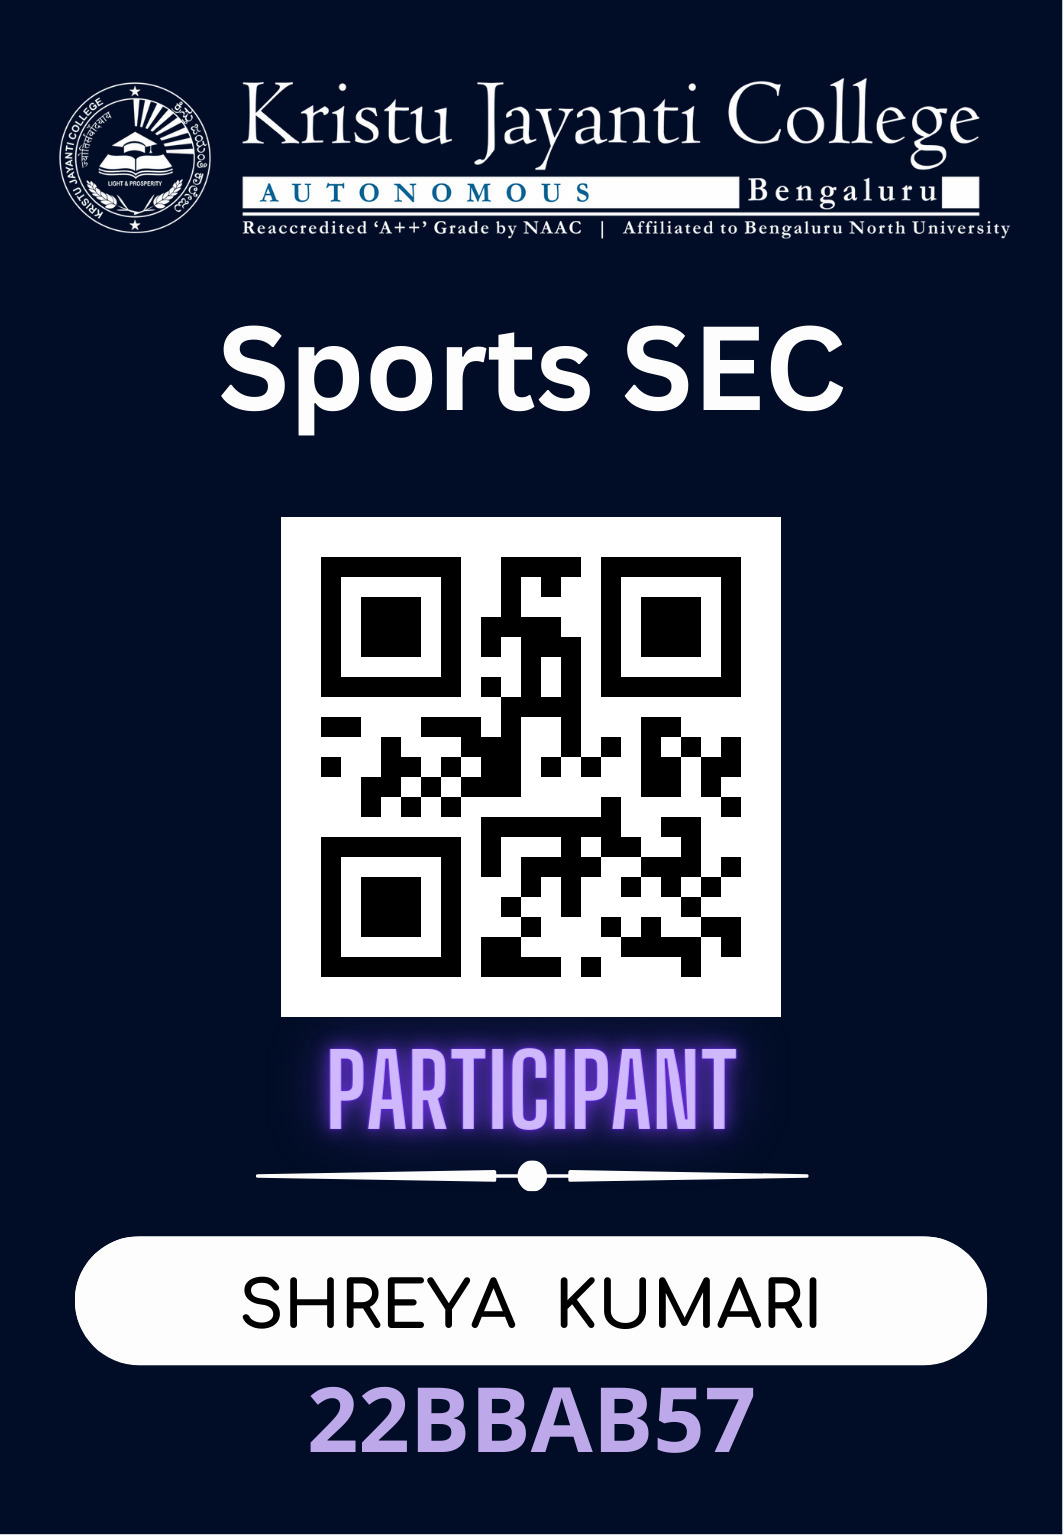 Kristu Jayanti College
AUTONOMOUS Bengaluru
Reaccredited ‘A++’ Grade by NAAC | Affiliated to Bengaluru North University
KRISTU JAYANTI COLLEGE
LIGHT & PROSPERITY
Sports SEC
PARTICIPANT
SHREYA KUMARI
22BBAB57